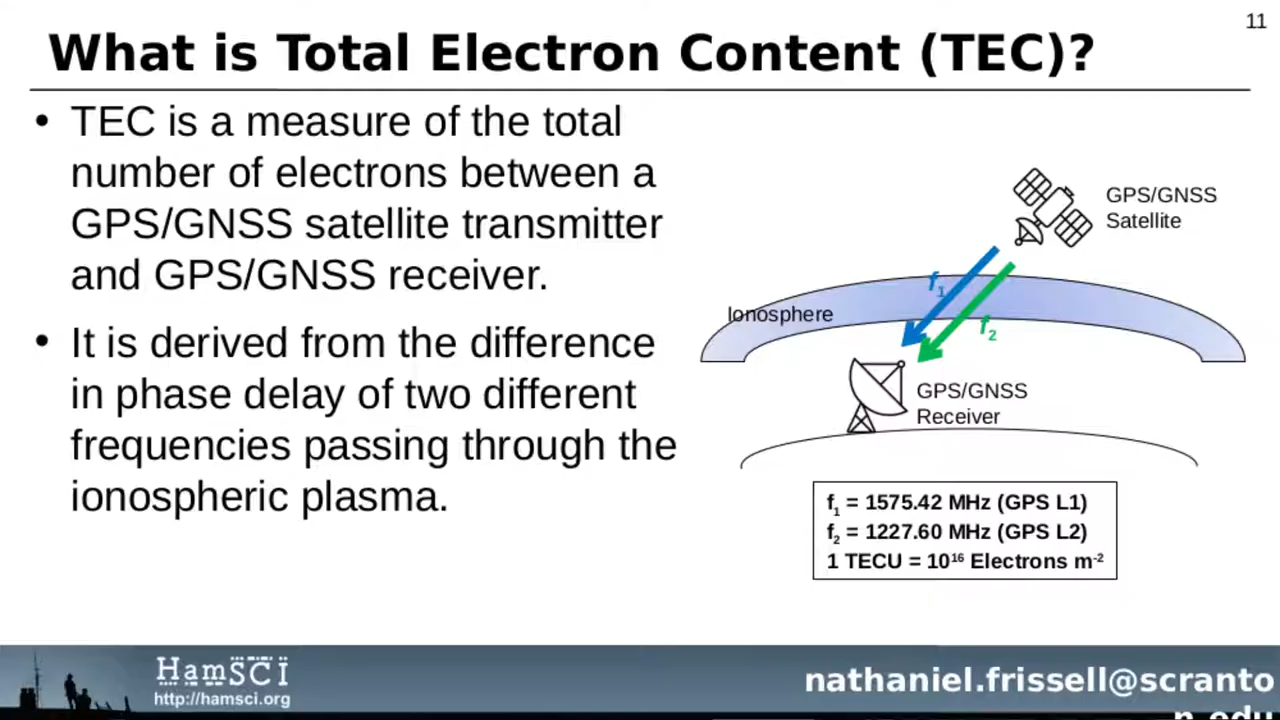 11
What is Total Electron Content (TEC)?
• TEC is a measure of the total
number of electrons between a
GPS/GNSS satellite transmitter
and GPS/GNSS receiver.
• It is derived from the difference
in phase delay of two different
frequencies passing through the
ionospheric plasma.
GPS/GNSS
Satellite
f₁
Ionosphere
f₂
GPS/GNSS
Receiver
f₁ = 1575.42 MHz (GPS L1)
f₂ = 1227.60 MHz (GPS L2)
1 TECU = 10¹⁶ Electrons m⁻²
HamSCI
http://hamsci.org
nathaniel.frissell@scranto
n.edu